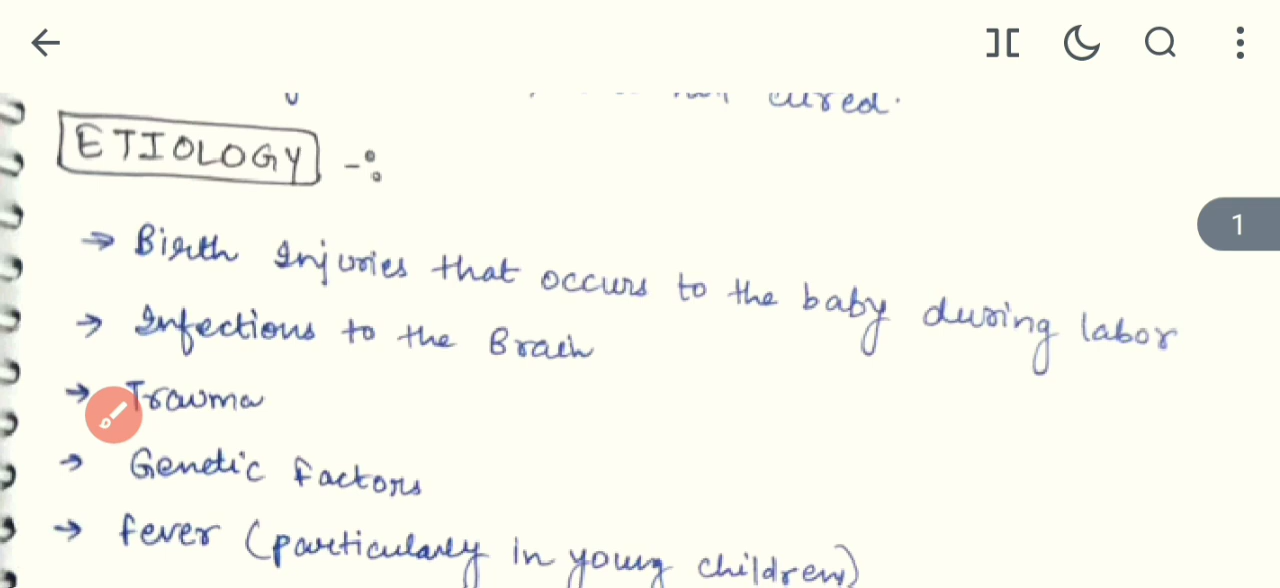 cured.
ETIOLOGY -:
→ Birth Injuries that occurs to the baby during labor
→ Infections to the Brain
→ Trauma
→ Genetic Factors
→ fever (particularly in young children)
1